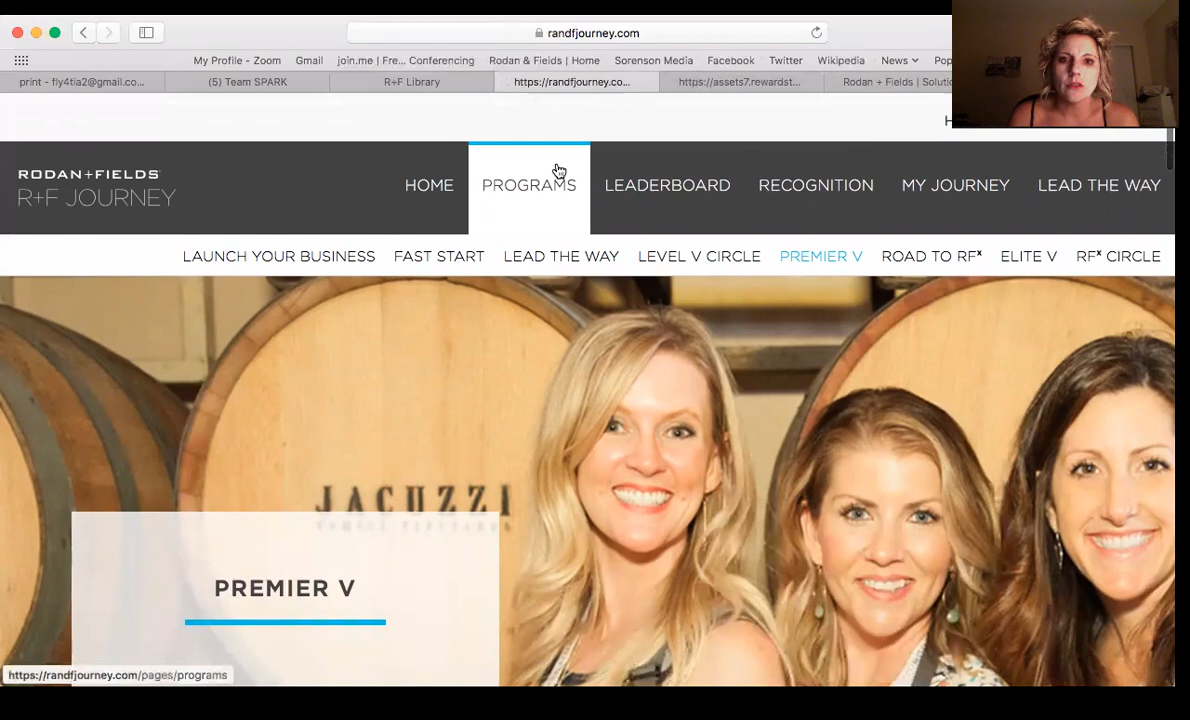 randfjourney.com
My Profile - Zoom Gmail join.me | Fre... Conferencing Rodan & Fields | Home Sorenson Media Facebook Twitter Wikipedia News Pop
print - fly4tia2@gmail.co... (5) Team SPARK R+F Library https://randfjourney.co... https://assets7.rewardst... Rodan + Fields | Soluti
H
RODAN+FIELDS
R+F JOURNEY
HOME PROGRAMS LEADERBOARD RECOGNITION MY JOURNEY LEAD THE WAY
LAUNCH YOUR BUSINESS FAST START LEAD THE WAY LEVEL V CIRCLE PREMIER V ROAD TO RFˣ ELITE V RFˣ CIRCLE
JACUZZI
FAMILY VINEYARDS
PREMIER V
https://randfjourney.com/pages/programs